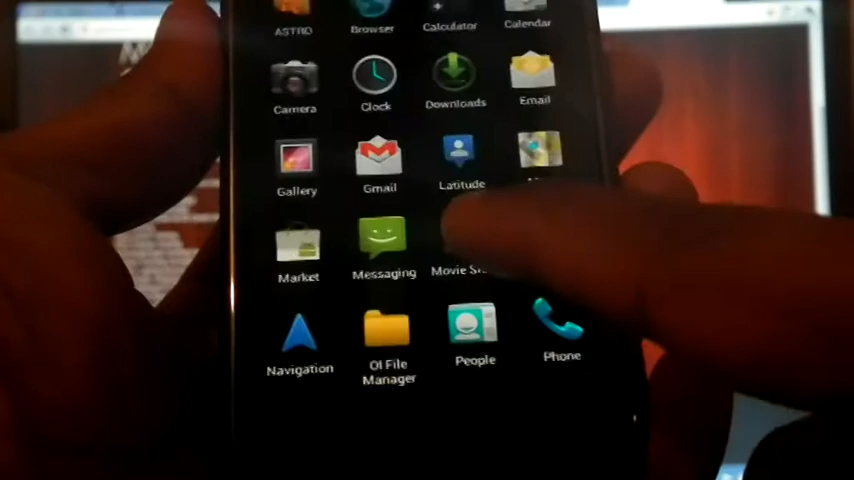 ASTRO
Browser
Calculator
Calendar
Camera
Clock
Downloads
Email
Gallery
Gmail
Latitude
Market
Messaging
Movie
Navigation
OI File
Manager
People
Phone